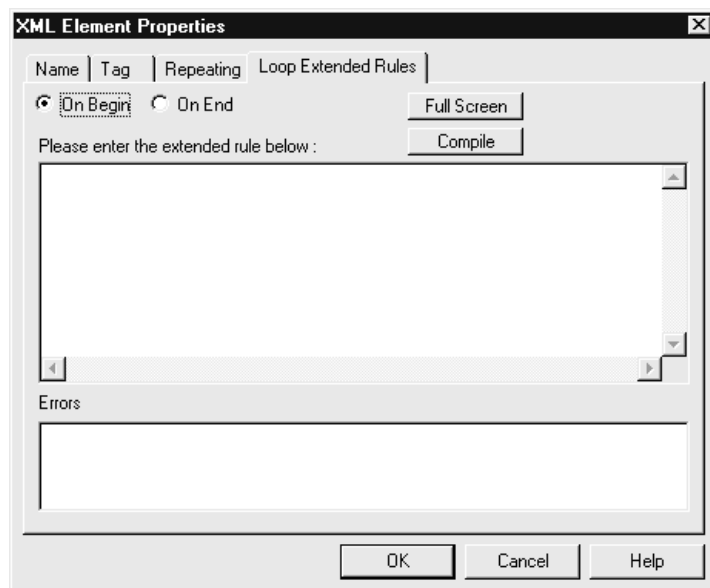 XML Element Properties
Name Tag Repeating Loop Extended Rules
On Begin On End Full Screen
Please enter the extended rule below : Compile
Errors
OK Cancel Help